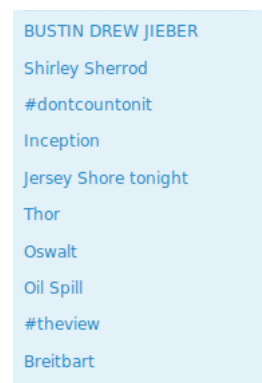 BUSTIN DREW JIEBER
Shirley Sherrod
#dontcountonit
Inception
Jersey Shore tonight
Thor
Oswalt
Oil Spill
#theview
Breitbart